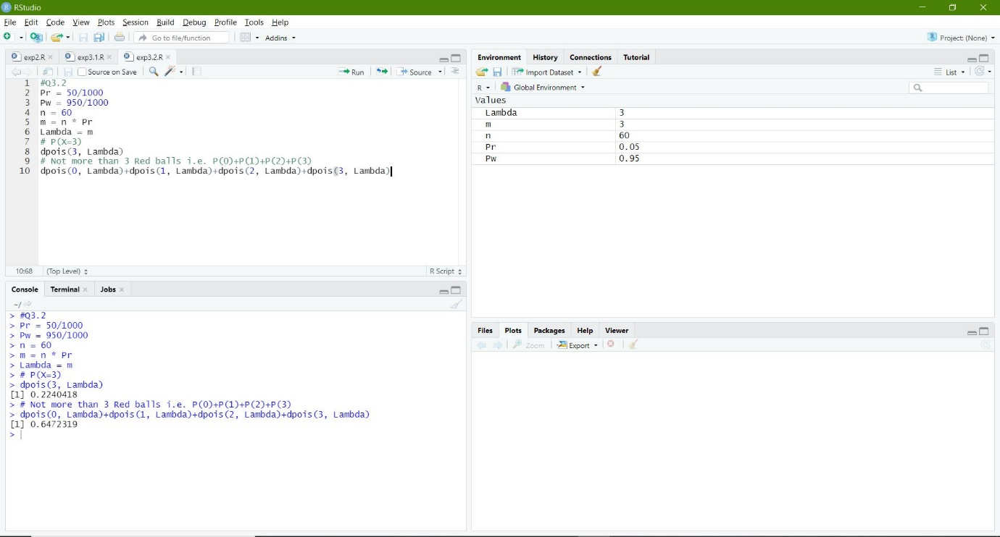 RStudio
File Edit Code View Plots Session Build Debug Profile Tools Help
Go to file/function Addins Project: (None)
exp2.R exp3.1.R exp3.2.R
Source on Save Run Source
1 #Q3.2
2 Pr = 50/1000
3 Pw = 950/1000
4 n = 60
5 m = n * Pr
6 Lambda = m
7 # P(X=3)
8 dpois(3, Lambda)
9 # Not more than 3 Red balls i.e. P(0)+P(1)+P(2)+P(3)
10 dpois(0, Lambda)+dpois(1, Lambda)+dpois(2, Lambda)+dpois(3, Lambda)
10:68 (Top Level) R Script
Console Terminal Jobs
~/
> #Q3.2
> Pr = 50/1000
> Pw = 950/1000
> n = 60
> m = n * Pr
> Lambda = m
> # P(X=3)
> dpois(3, Lambda)
[1] 0.2240418
> # Not more than 3 Red balls i.e. P(0)+P(1)+P(2)+P(3)
> dpois(0, Lambda)+dpois(1, Lambda)+dpois(2, Lambda)+dpois(3, Lambda)
[1] 0.6472319
>
Environment History Connections Tutorial
Import Dataset List
R Global Environment
Values
Lambda 3
m 3
n 60
Pr 0.05
Pw 0.95
Files Plots Packages Help Viewer
Zoom Export